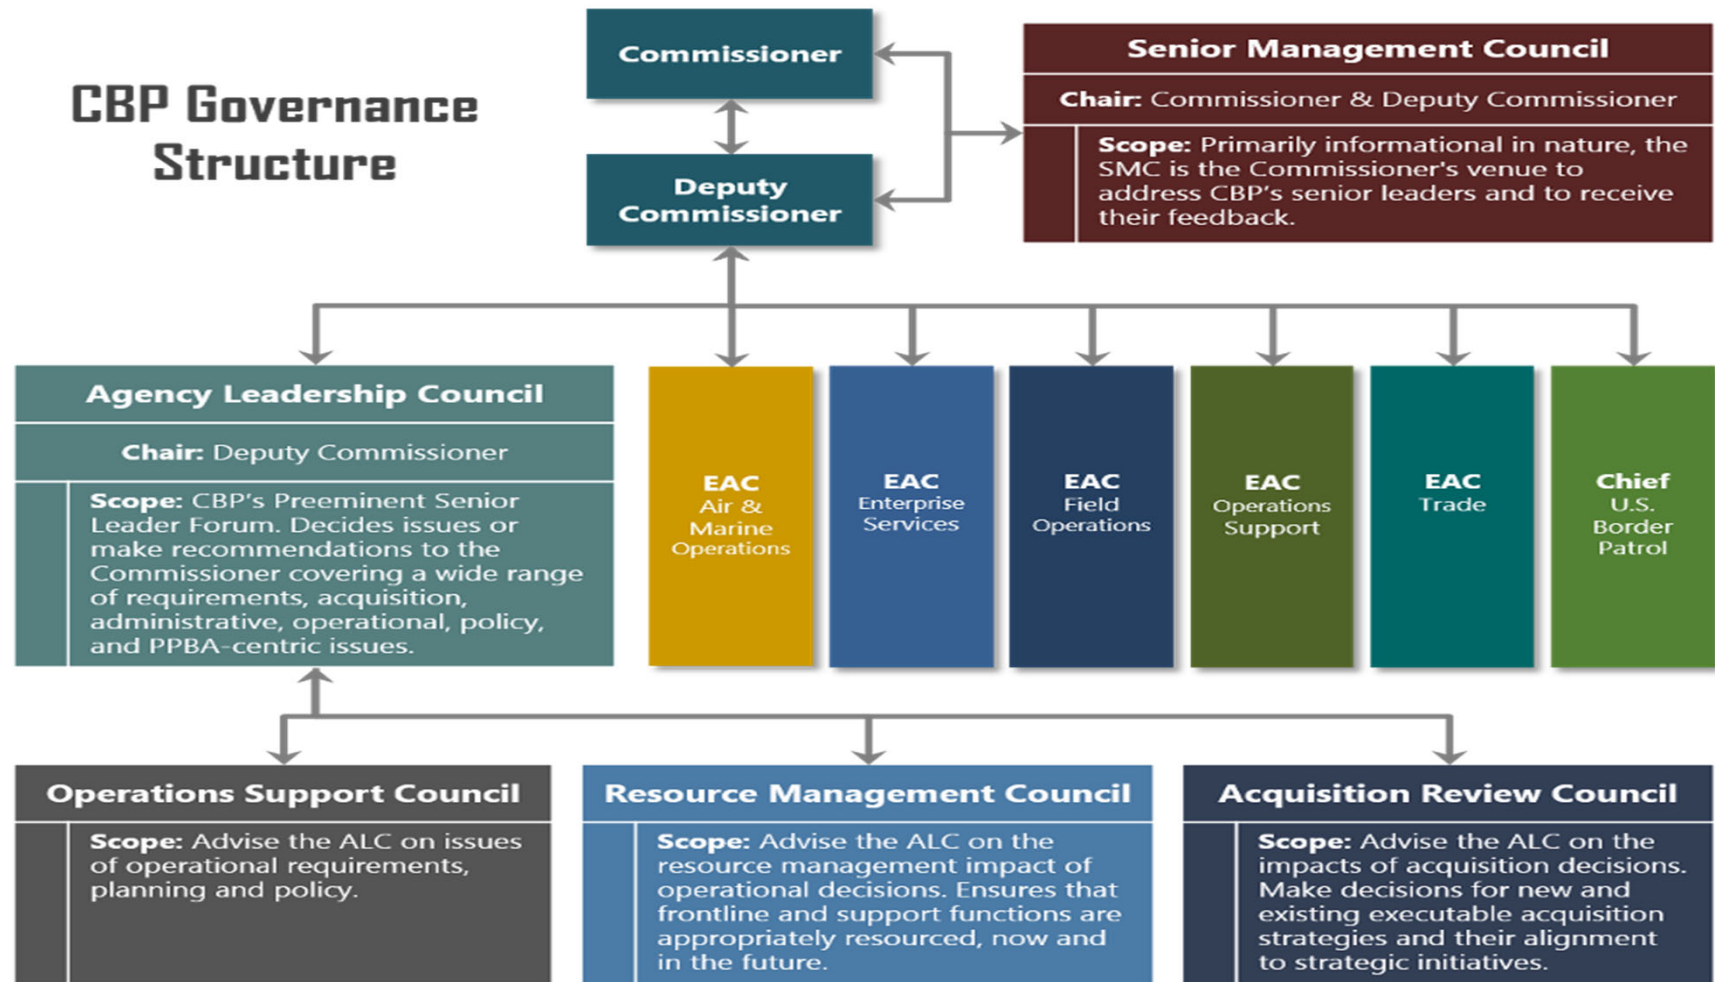 CBP Governance
Structure
Commissioner
Deputy
Commissioner
Senior Management Council
Chair: Commissioner & Deputy Commissioner
Scope: Primarily informational in nature, the
SMC is the Commissioner's venue to
address CBP's senior leaders and to receive
their feedback.
Agency Leadership Council
Chair: Deputy Commissioner
Scope: CBP's Preeminent Senior
Leader Forum. Decides issues or
make recommendations to the
Commissioner covering a wide range
of requirements, acquisition,
administrative, operational, policy,
and PPBA-centric issues.
EAC
Air &
Marine
Operations
EAC
Enterprise
Services
EAC
Field
Operations
EAC
Operations
Support
EAC
Trade
Chief
U.S.
Border
Patrol
Operations Support Council
Scope: Advise the ALC on issues
of operational requirements,
planning and policy.
Resource Management Council
Scope: Advise the ALC on the
resource management impact of
operational decisions. Ensures that
frontline and support functions are
appropriately resourced, now and
in the future.
Acquisition Review Council
Scope: Advise the ALC on the
impacts of acquisition decisions.
Make decisions for new and
existing executable acquisition
strategies and their alignment
to strategic initiatives.